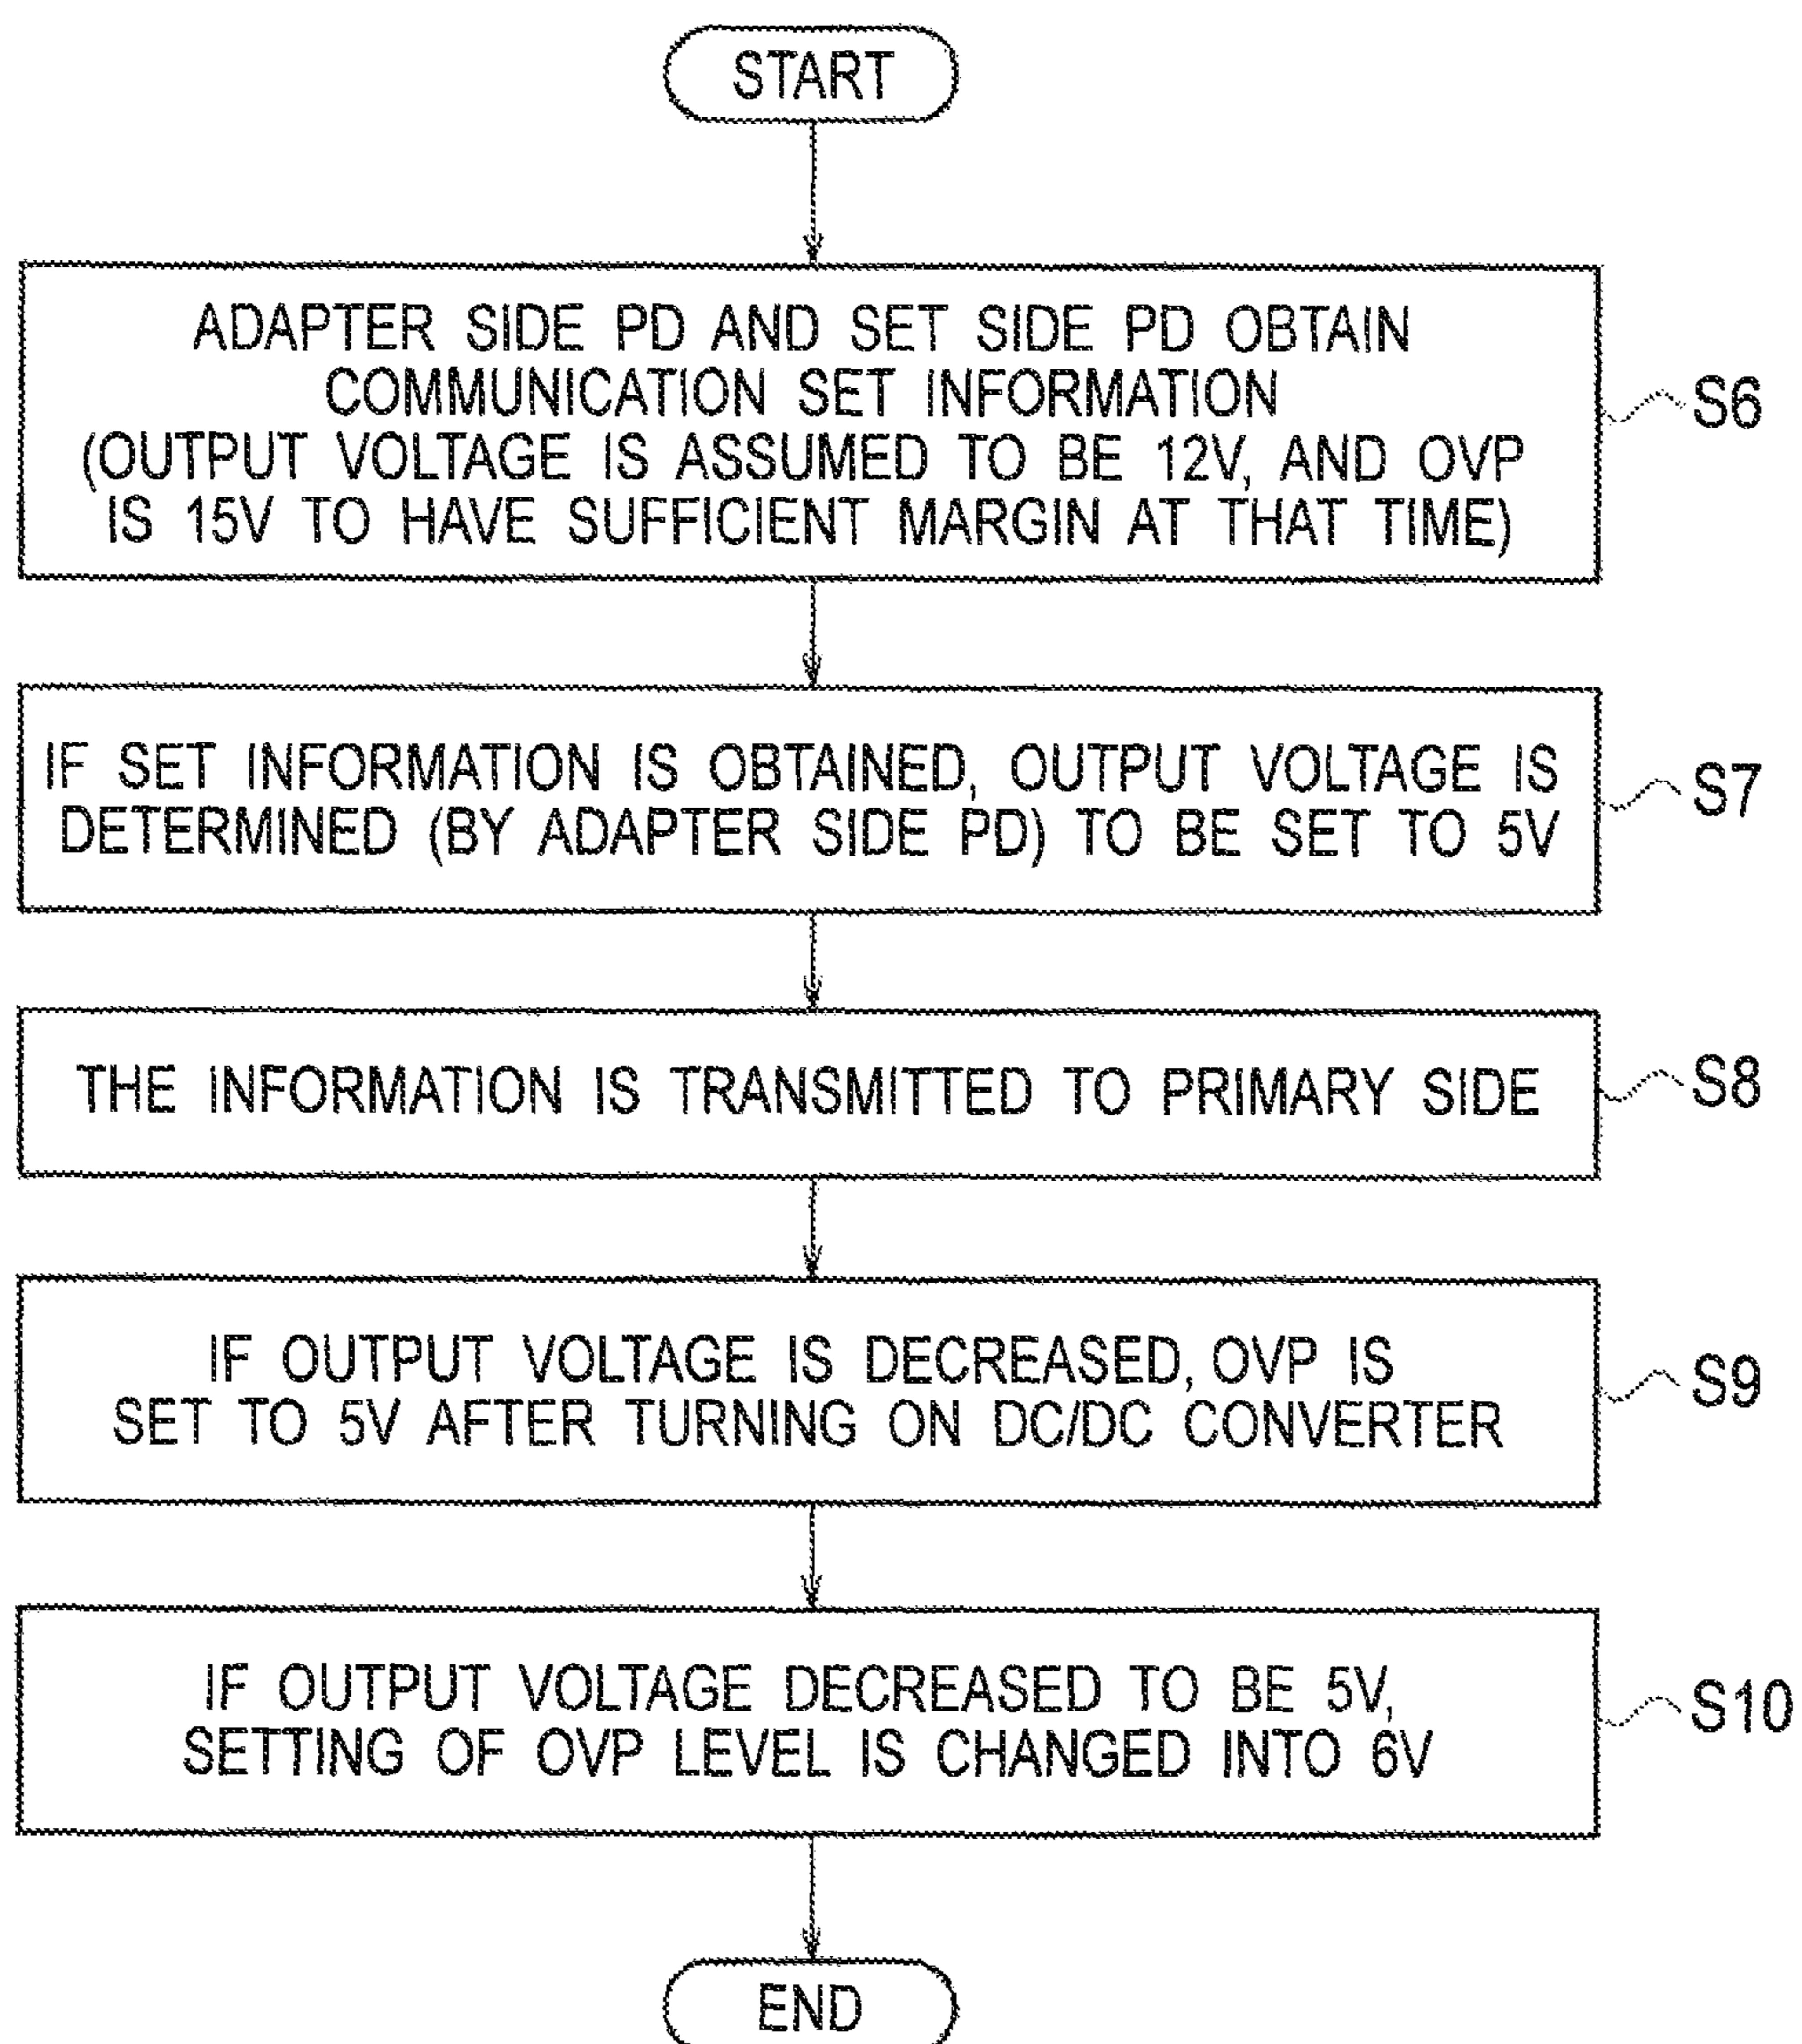 START
ADAPTER SIDE PD AND SET SIDE PD OBTAIN
COMMUNICATION SET INFORMATION
(OUTPUT VOLTAGE IS ASSUMED TO BE 12V, AND OVP
IS 15V TO HAVE SUFFICIENT MARGIN AT THAT TIME)
S6
IF SET INFORMATION IS OBTAINED, OUTPUT VOLTAGE IS
DETERMINED (BY ADAPTER SIDE PD) TO BE SET TO 5V
S7
THE INFORMATION IS TRANSMITTED TO PRIMARY SIDE
S8
IF OUTPUT VOLTAGE IS DECREASED, OVP IS
SET TO 5V AFTER TURNING ON DC/DC CONVERTER
S9
IF OUTPUT VOLTAGE DECREASED TO BE 5V,
SETTING OF OVP LEVEL IS CHANGED INTO 6V
S10
END